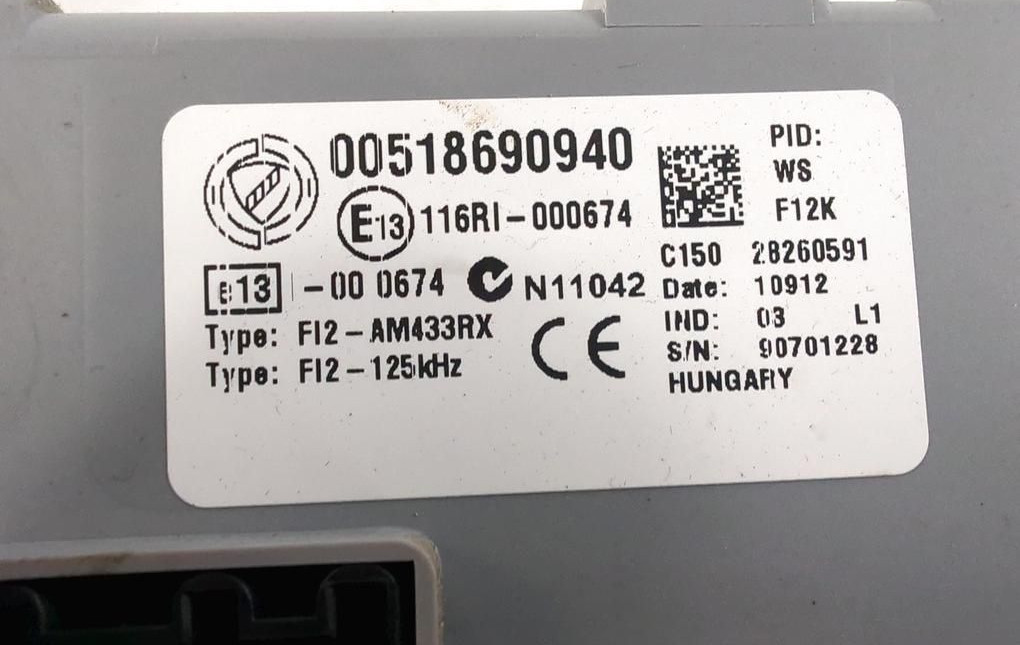 00518690940
E13 116RI-000674
e13 -00 0674 N11042
Type: FI2-AM433RX
Type: FI2-125kHz
CE
PID:
WS
F12K
C150 28260591
Date: 10912
IND: 03 L1
S/N: 90701228
HUNGARY